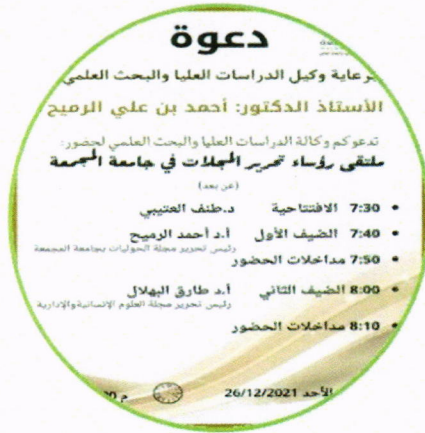 دعوة
برعاية وكيل الدراسات العليا والبحث العلمي
الأستاذ الدكتور: أحمد بن علي الرميح
تدعوكم وكالة الدراسات العليا والبحث العلمي لحضور:
ملتقى رؤساء تحرير المجلات في جامعة المجمعة
(عن بعد)
• 7:30 الافتتاحية د.طنف العتيبي
• 7:40 الضيف الأول أ.د أحمد الرميح
رئيس تحرير مجلة الحوليات بجامعة المجمعة
• 7:50 مداخلات الحضور
• 8:00 الضيف الثاني أ.د طارق البهلال
رئيس تحرير مجلة العلوم الإنسانية والإدارية
• 8:10 مداخلات الحضور
الأحد 26/12/2021 م